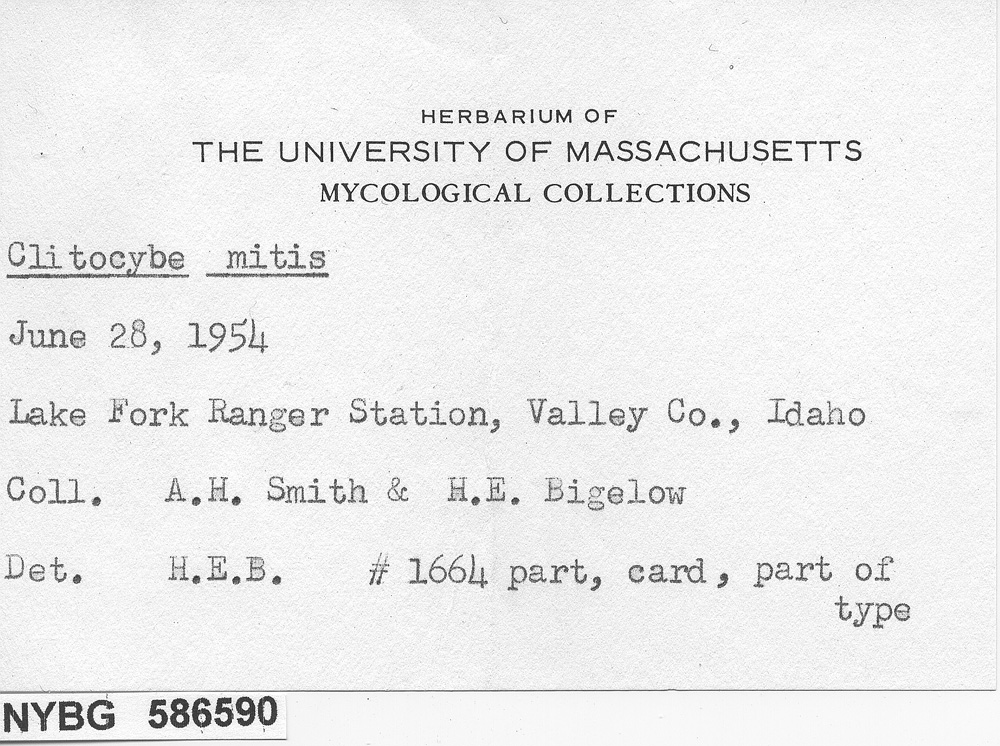 HERBARIUM OF
THE UNIVERSITY OF MASSACHUSETTS
MYCOLOGICAL COLLECTIONS
Clitocybe mitis
June 28, 1954
Lake Fork Ranger Station, Valley Co., Idaho
Coll. A.H. Smith & H.E. Bigelow
Det. H.E.B. # 1664 part, card, part of
type
NYBG 586590